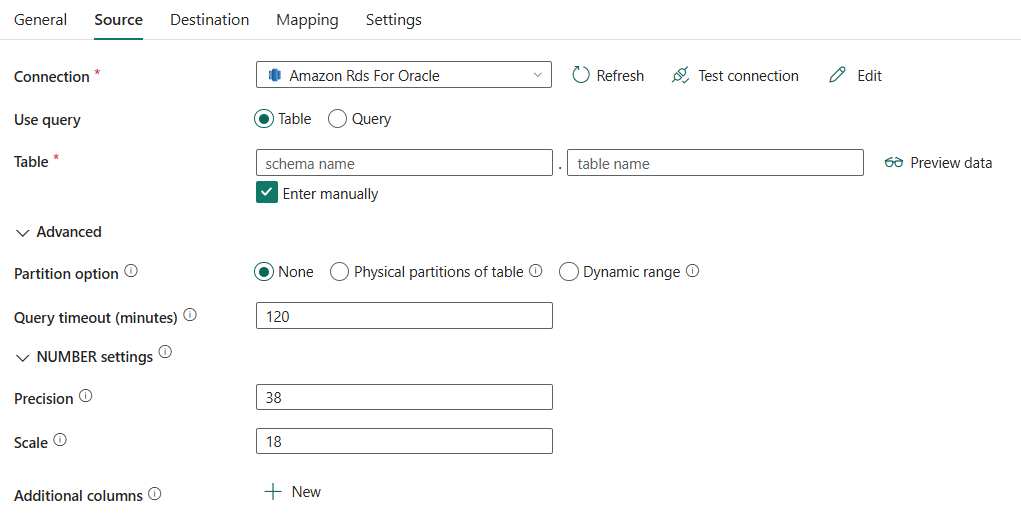 General Source Destination Mapping Settings
Connection * Amazon Rds For Oracle Refresh Test connection Edit
Use query Table Query
Table * schema name . table name Preview data
Enter manually
Advanced
Partition option None Physical partitions of table Dynamic range
Query timeout (minutes) 120
NUMBER settings
Precision 38
Scale 18
Additional columns New